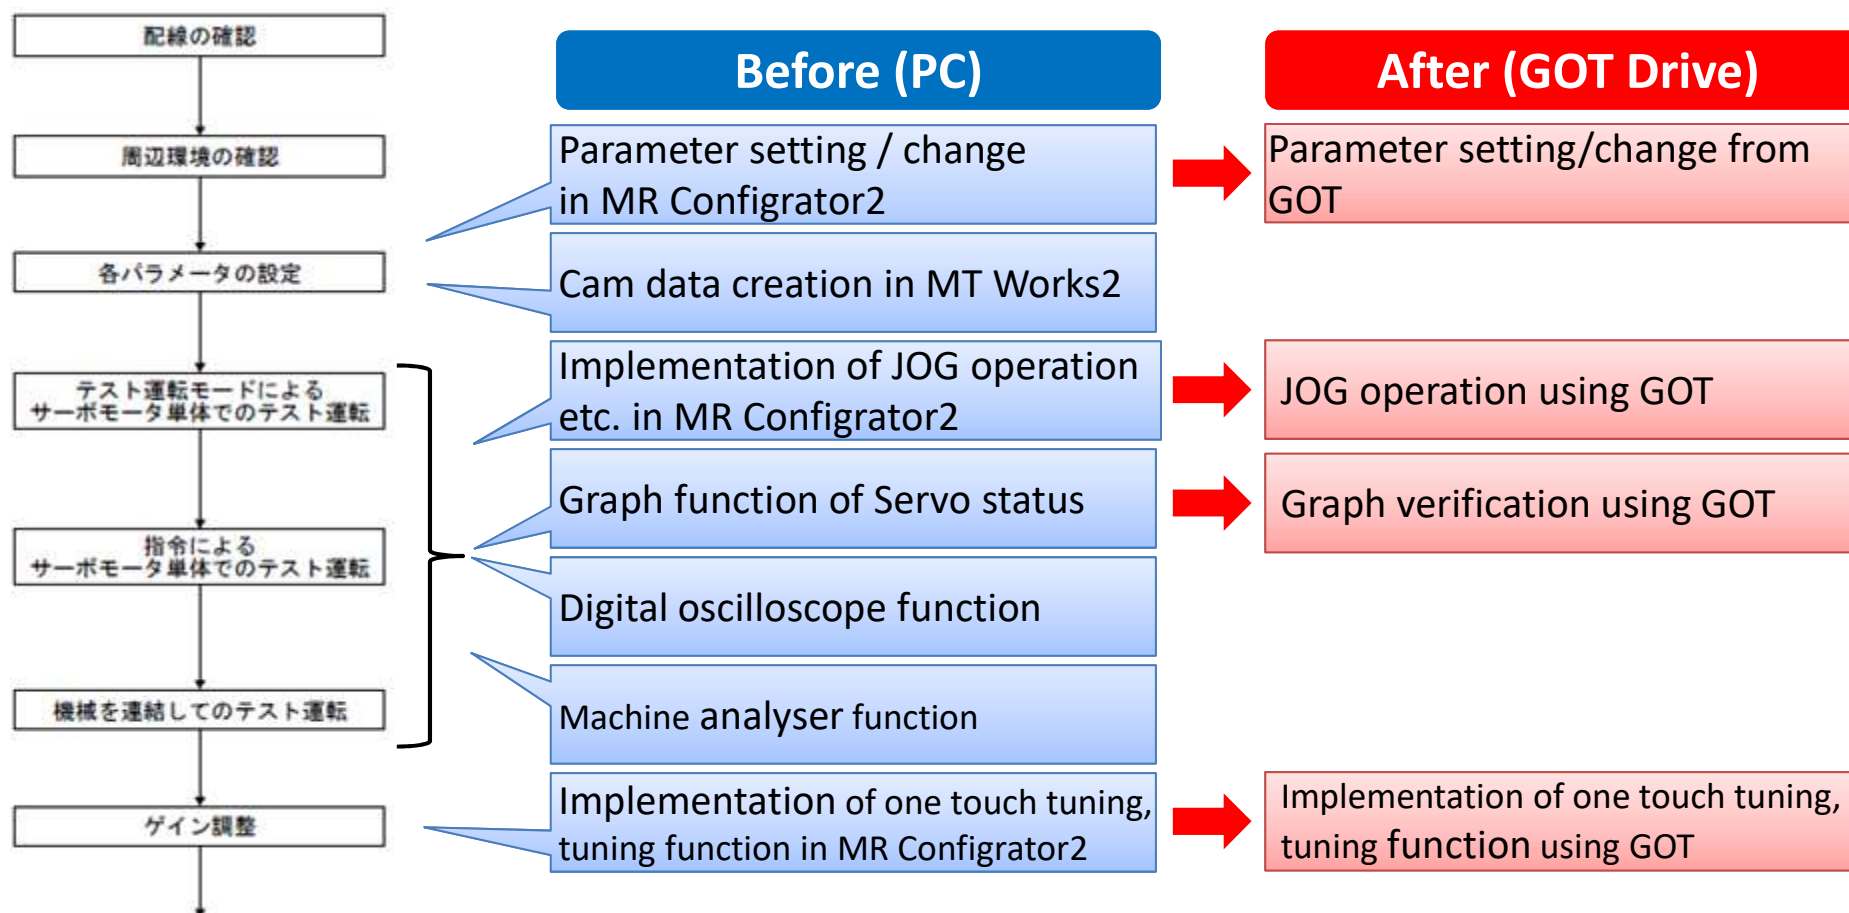 配線の確認
周辺環境の確認
各パラメータの設定
テスト運転モードによる
サーボモータ単体でのテスト運転
指令による
サーボモータ単体でのテスト運転
機械を連結してのテスト運転
ゲイン調整
Before (PC)
Parameter setting / change
in MR Configrator2
Cam data creation in MT Works2
Implementation of JOG operation
etc. in MR Configrator2
Graph function of Servo status
Digital oscilloscope function
Machine analyser function
Implementation of one touch tuning,
tuning function in MR Configrator2
After (GOT Drive)
Parameter setting/change from
GOT
JOG operation using GOT
Graph verification using GOT
Implementation of one touch tuning,
tuning function using GOT